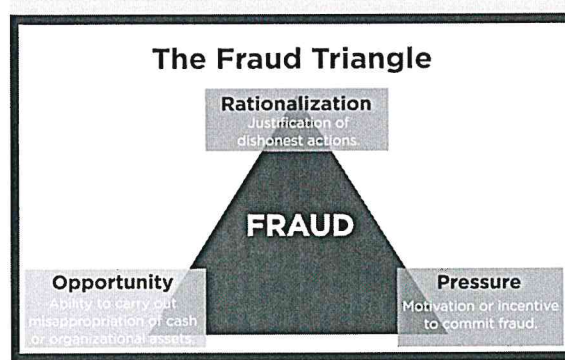 The Fraud Triangle
Rationalization
Justification of
dishonest actions.
FRAUD
Opportunity
Ability to carry out
misappropriation of cash
or organizational assets.
Pressure
Motivation or incentive
to commit fraud.